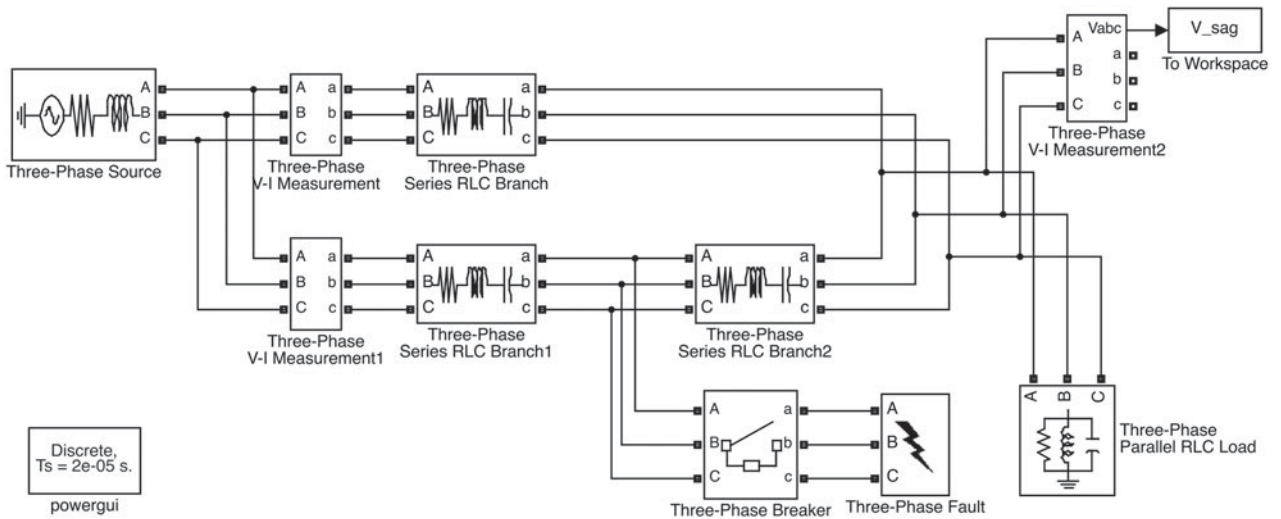 Three-Phase Source
A
B
C
A
B
C
a
b
c
Three-Phase
V-I Measurement
A
B
C
a
b
c
Three-Phase
Series RLC Branch
Vabc
A
B
C
a
b
c
Three-Phase
V-I Measurement2
V_sag
To Workspace
A
B
C
a
b
c
Three-Phase
V-I Measurement1
A
B
C
a
b
c
Three-Phase
Series RLC Branch1
A
B
C
a
b
c
Three-Phase
Series RLC Branch2
A
B
C
a
b
c
Three-Phase Breaker
A
B
C
Three-Phase Fault
A
B
C
Three-Phase
Parallel RLC Load
Discrete,
Ts = 2e-05 s.
powergui